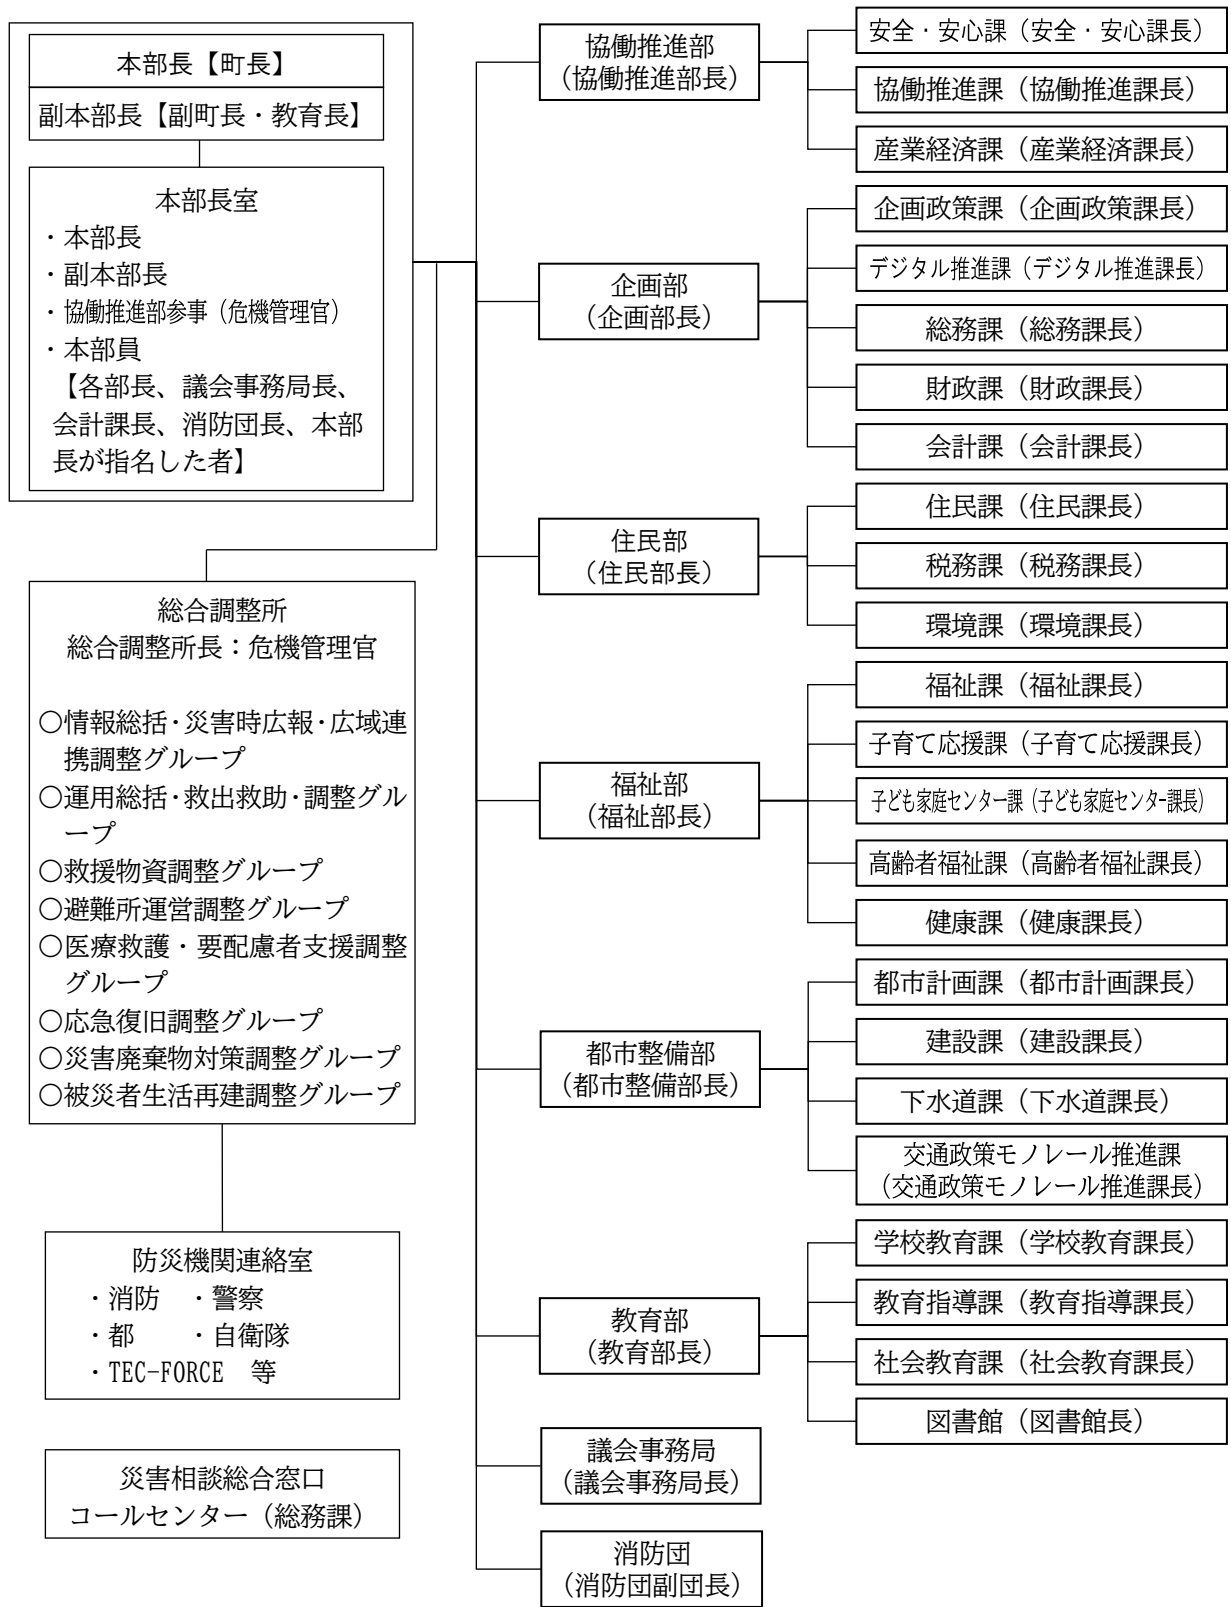 本部長【町長】
副本部長【副町長・教育長】
本部長室
・本部長
・副本部長
・協働推進部参事（危機管理官）
・本部員
【各部長、議会事務局長、
会計課長、消防団長、本部
長が指名した者】
総合調整所
総合調整所長：危機管理官
○情報総括・災害時広報・広域連
携調整グループ
○運用総括・救出救助・調整グル
ープ
○救援物資調整グループ
○避難所運営調整グループ
○医療救護・要配慮者支援調整
グループ
○応急復旧調整グループ
○災害廃棄物対策調整グループ
○被災者生活再建調整グループ
防災機関連絡室
・消防　・警察
・都　　・自衛隊
・TEC-FORCE　等
災害相談総合窓口
コールセンター（総務課）
協働推進部
（協働推進部長）
安全・安心課（安全・安心課長）
協働推進課（協働推進課長）
産業経済課（産業経済課長）
企画部
（企画部長）
企画政策課（企画政策課長）
デジタル推進課（デジタル推進課長）
総務課（総務課長）
財政課（財政課長）
会計課（会計課長）
住民部
（住民部長）
住民課（住民課長）
税務課（税務課長）
環境課（環境課長）
福祉部
（福祉部長）
福祉課（福祉課長）
子育て応援課（子育て応援課長）
子ども家庭センター課（子ども家庭センター課長）
高齢者福祉課（高齢者福祉課長）
健康課（健康課長）
都市整備部
（都市整備部長）
都市計画課（都市計画課長）
建設課（建設課長）
下水道課（下水道課長）
交通政策モノレール推進課
（交通政策モノレール推進課長）
教育部
（教育部長）
学校教育課（学校教育課長）
教育指導課（教育指導課長）
社会教育課（社会教育課長）
図書館（図書館長）
議会事務局
（議会事務局長）
消防団
（消防団副団長）